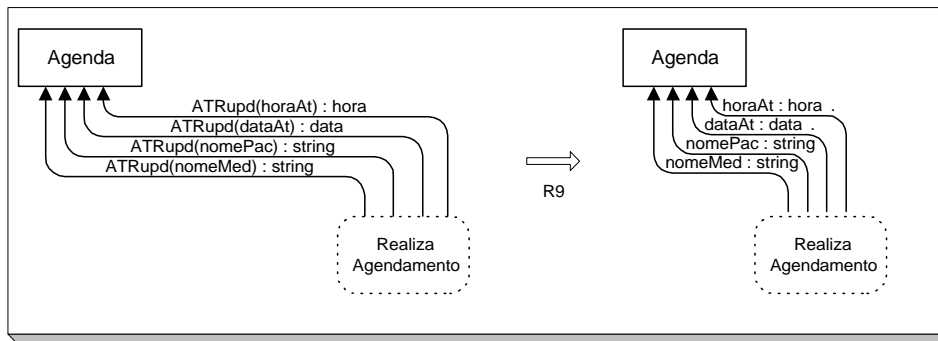 Agenda
ATRupd(horaAt) : hora
ATRupd(dataAt) : data
ATRupd(nomePac) : string
ATRupd(nomeMed) : string
Realiza
Agendamento
R9
Agenda
horaAt : hora .
dataAt : data .
nomePac : string
nomeMed : string
Realiza
Agendamento